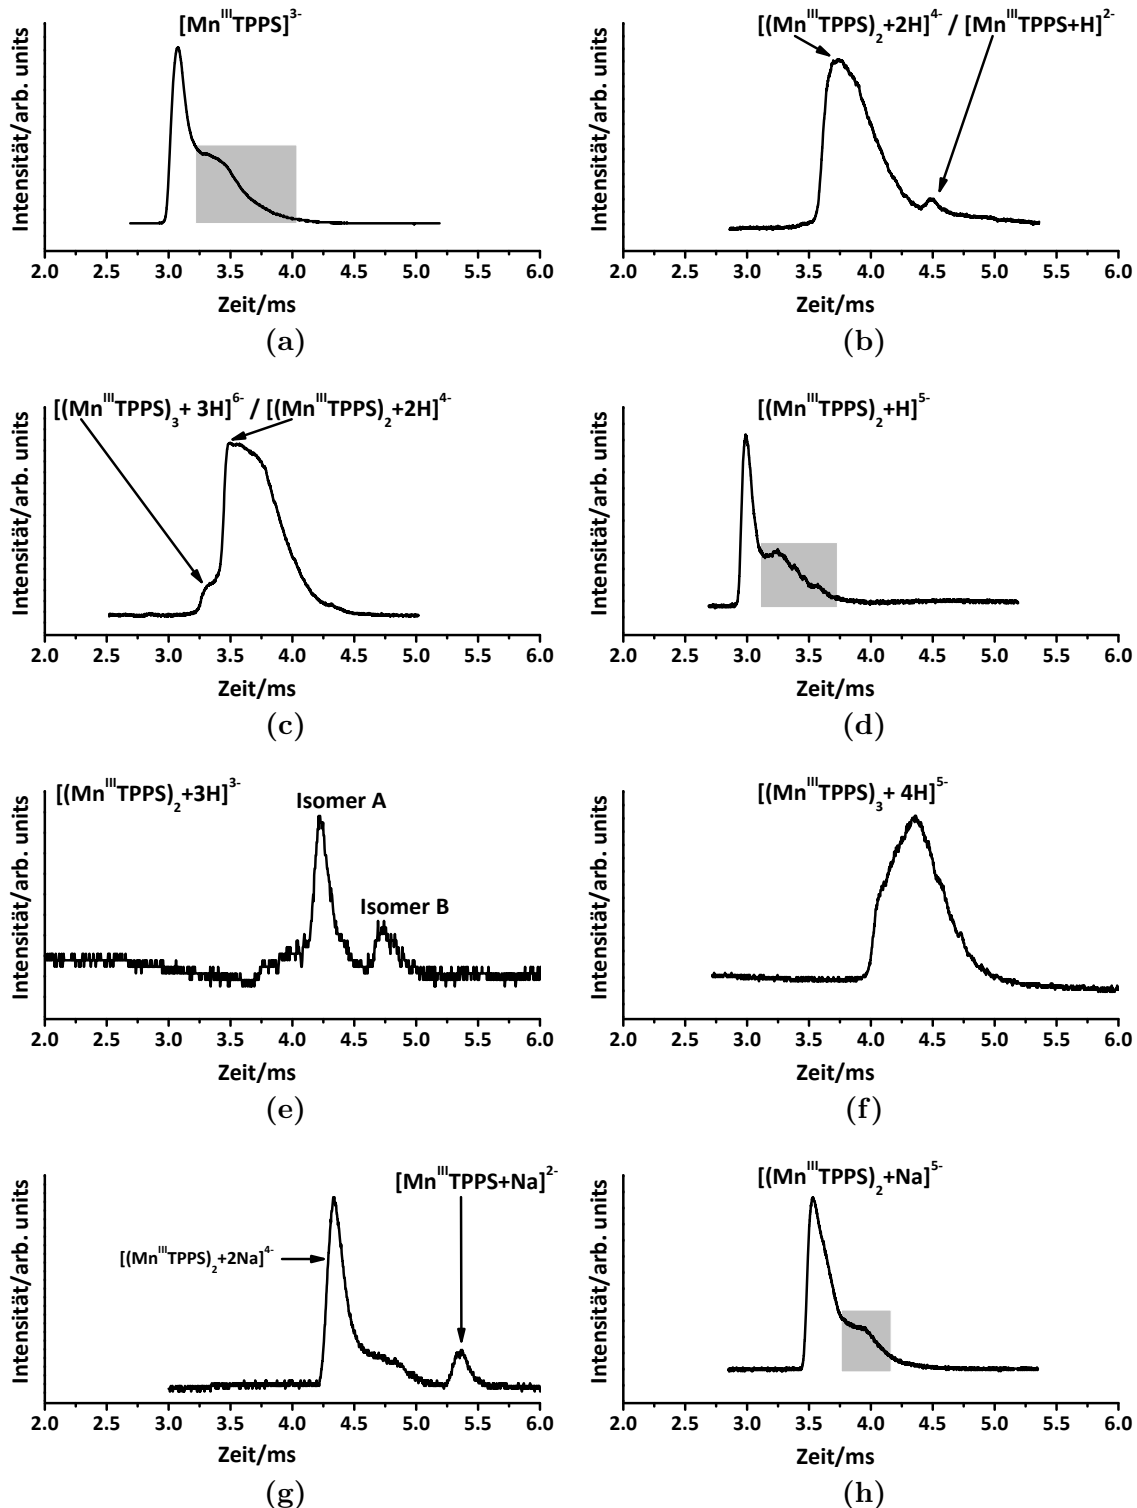 [Mn^III TPPS]^3-
Intensität/arb. units
2.0 2.5 3.0 3.5 4.0 4.5 5.0 5.5 6.0
Zeit/ms
(a)
[(Mn^III TPPS)_2+2H]^4- / [Mn^III TPPS+H]^2-
Intensität/arb. units
2.0 2.5 3.0 3.5 4.0 4.5 5.0 5.5 6.0
Zeit/ms
(b)
[(Mn^III TPPS)_3+ 3H]^6- / [(Mn^III TPPS)_2+2H]^4-
Intensität/arb. units
2.0 2.5 3.0 3.5 4.0 4.5 5.0 5.5 6.0
Zeit/ms
(c)
[(Mn^III TPPS)_2+H]^5-
Intensität/arb. units
2.0 2.5 3.0 3.5 4.0 4.5 5.0 5.5 6.0
Zeit/ms
(d)
[(Mn^III TPPS)_2+3H]^3-
Isomer A
Isomer B
Intensität/arb. units
2.0 2.5 3.0 3.5 4.0 4.5 5.0 5.5 6.0
Zeit/ms
(e)
[(Mn^III TPPS)_3+ 4H]^5-
Intensität/arb. units
2.0 2.5 3.0 3.5 4.0 4.5 5.0 5.5 6.0
Zeit/ms
(f)
[Mn^III TPPS+Na]^2-
[(Mn^III TPPS)_2+2Na]^4-
Intensität/arb. units
2.0 2.5 3.0 3.5 4.0 4.5 5.0 5.5 6.0
Zeit/ms
(g)
[(Mn^III TPPS)_2+Na]^5-
Intensität/arb. units
2.0 2.5 3.0 3.5 4.0 4.5 5.0 5.5 6.0
Zeit/ms
(h)